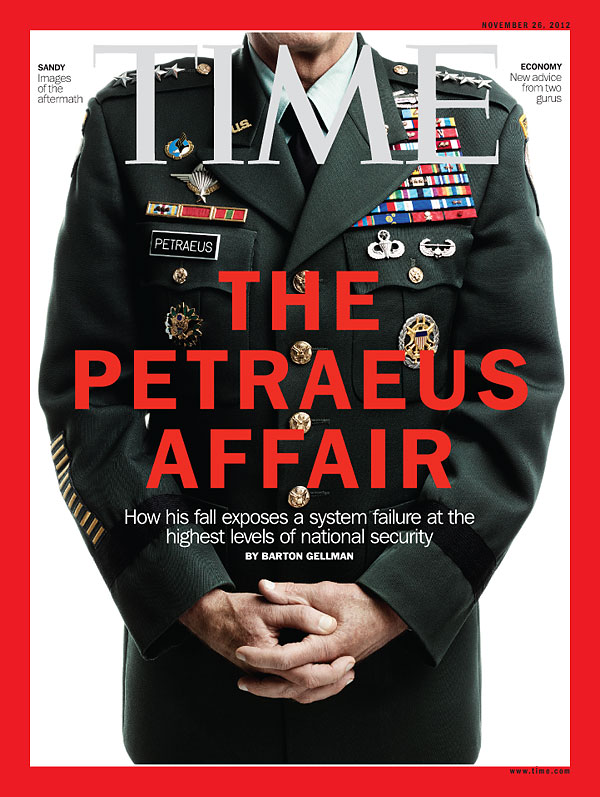 NOVEMBER 26, 2012
SANDY
Images
of the
aftermath
TIME
ECONOMY
New advice
from two
gurus
U.S.
PETRAEUS
THE
PETRAEUS
AFFAIR
How his fall exposes a system failure at the
highest levels of national security
BY BARTON GELLMAN
www.time.com